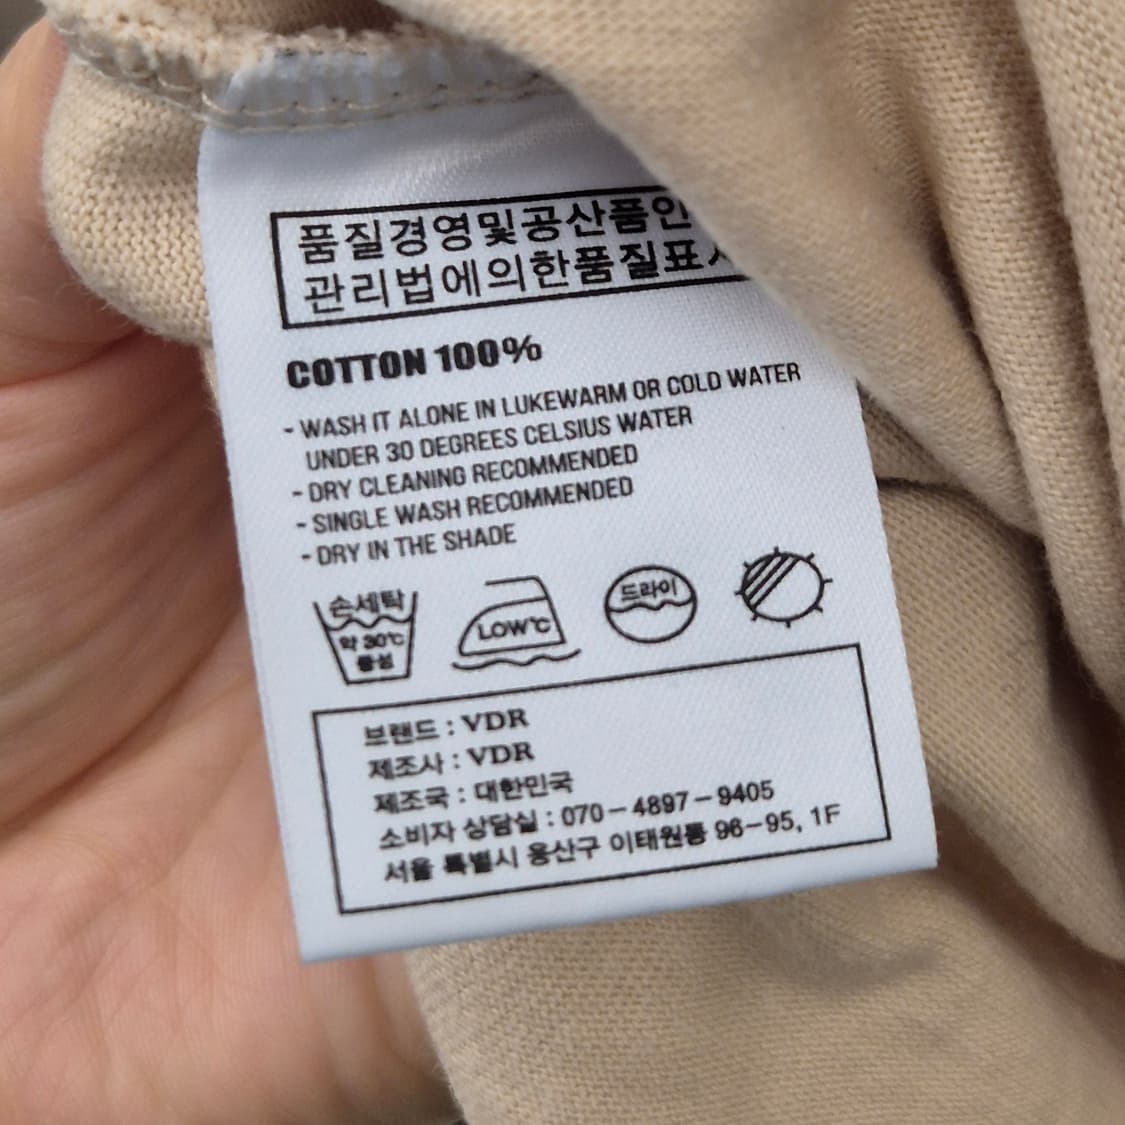 품질경영및공산품인
관리법에의한품질표
COTTON 100%
- WASH IT ALONE IN LUKEWARM OR COLD WATER
UNDER 30 DEGREES CELSIUS WATER
- DRY CLEANING RECOMMENDED
- SINGLE WASH RECOMMENDED
- DRY IN THE SHADE
손세탁
약 30℃
중성
LOW℃
드라이
브랜드 : VDR
제조사 : VDR
제조국 : 대한민국
소비자 상담실 : 070-4897-9405
서울 특별시 용산구 이태원동 96-95, 1F